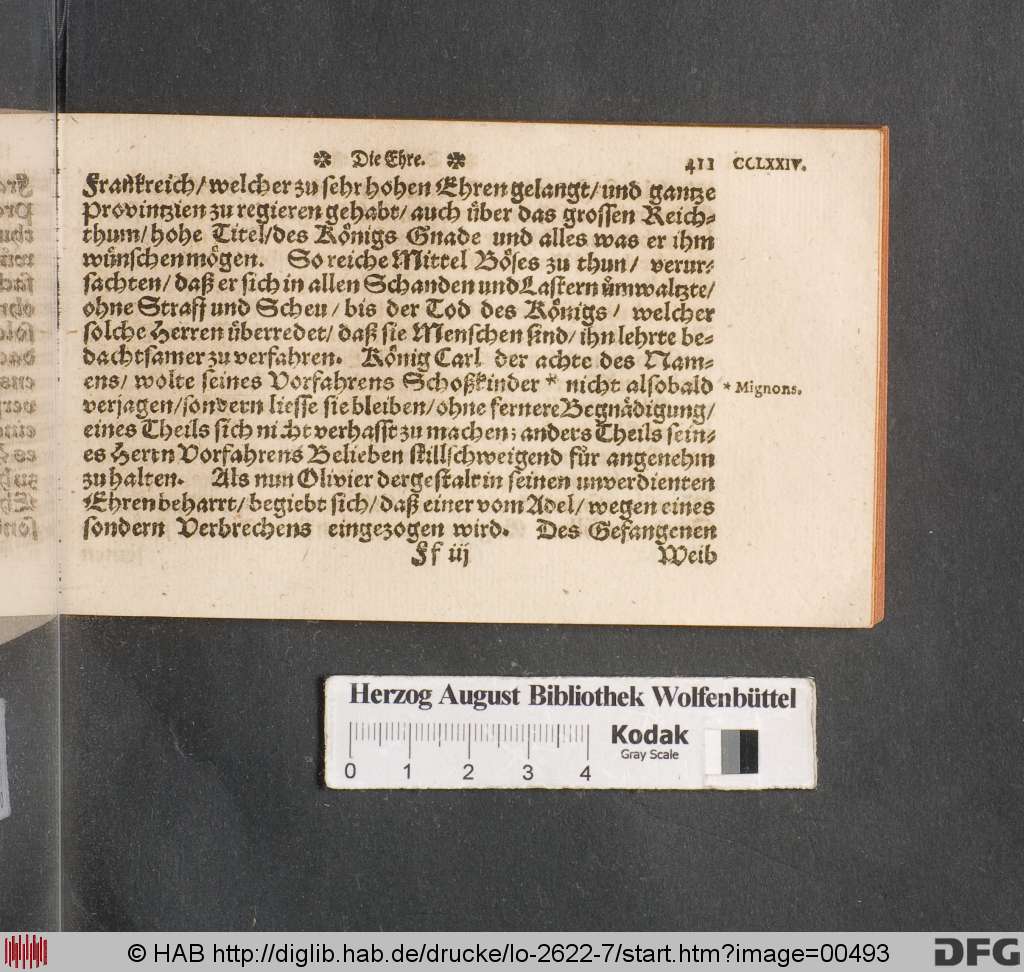 ✠ Die Ehre. ✠ 411 CCLXXIV.
Franckreich/welcher zu sehr hohen Ehren gelangt/und gantze
Provintzien zu regieren gehabt/ auch über das grossen Reich-
thum/hohe Titel/des Königs Gnade und alles was er ihm
wünschen mögen. So reiche Mittel Böses zu thun/ verur-
sachten/ daß er sich in allen Schanden und Lastern ümwaltzte/
ohne Straff und Scheu/ bis der Tod des Königs/ welcher
solche Herren überredet/ daß sie Menschen sind/ ihn lehrte be-
dachtsamer zu verfahren. König Carl der achte des Nam-
ens/ wolte seines Vorfahrens Schoßkinder * nicht alsobald
* Mignons.
verjagen/sondern liesse sie bleiben/ohne fernere Begnädigung/
eines Theils sich nicht verhasst zu machen; anders Theils sein-
es Herrn Vorfahrens Belieben stillschweigend für angenehm
zu halten. Als nun Olivier dergestalt in seinen unverdienten
Ehren beharrt/ begiebt sich/ daß einer vom Adel/ wegen eines
sondern Verbrechens eingezogen wird. Des Gefangenen
Ff iij Weib
Herzog August Bibliothek Wolfenbüttel
Kodak
Gray Scale
0 1 2 3 4
© HAB http://diglib.hab.de/drucke/lo-2622-7/start.htm?image=00493
DFG